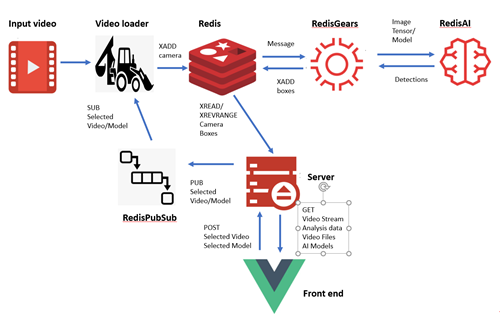 Input video
Video loader
Redis
RedisGears
RedisAI
XADD
camera
Message
XADD
boxes
Image
Tensor/
Model
Detections
SUB
Selected
Video/Model
XREAD/
XREVRANGE
Camera
Boxes
RedisPubSub
PUB
Selected
Video/Model
Server
GET
Video Stream
Analysis data
Video Files
AI Models
POST
Selected Video
Selected Model
Front end